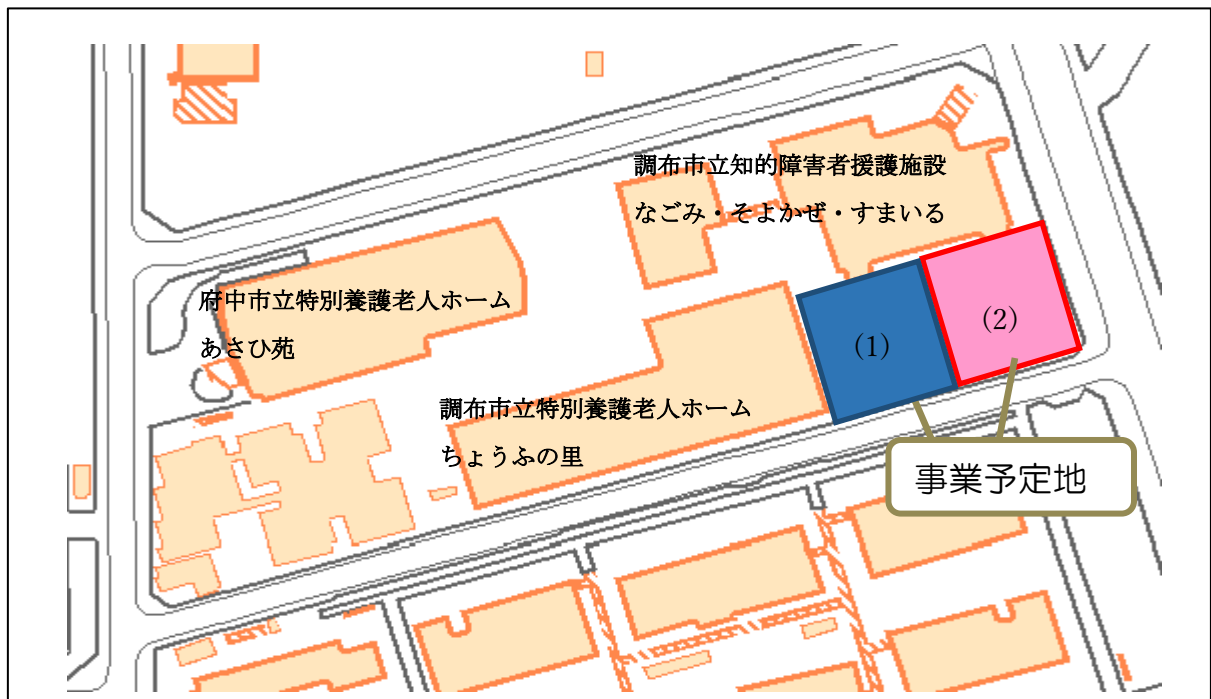 調布市立知的障害者援護施設
なごみ・そよかぜ・すまいる
府中市立特別養護老人ホーム
あさひ苑
(1)
(2)
調布市立特別養護老人ホーム
ちょうふの里
事業予定地